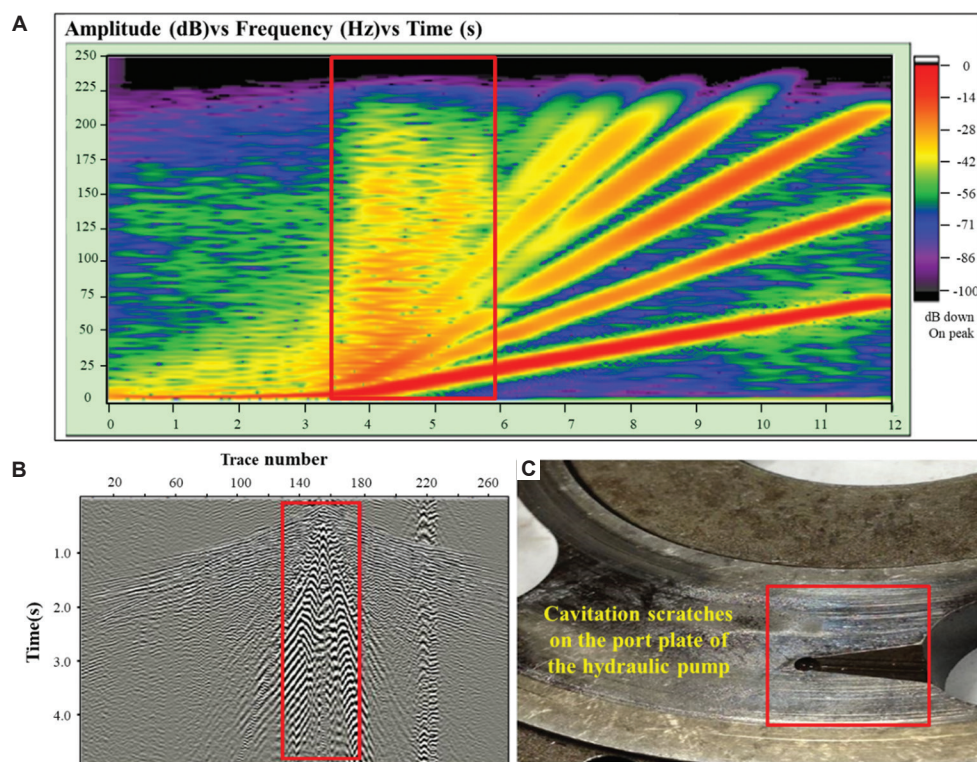 A
Amplitude (dB)vs Frequency (Hz)vs Time (s)
250
225
200
175
150
125
100
75
50
25
0
0 1 2 3 4 5 6 7 8 9 10 11 12
0
-14
-28
-42
-56
-71
-86
-100
dB down
On peak
B
Trace number
20 60 100 140 180 220 260
Time(s)
1.0
2.0
3.0
4.0
C
Cavitation scratches
on the port plate of
the hydraulic pump